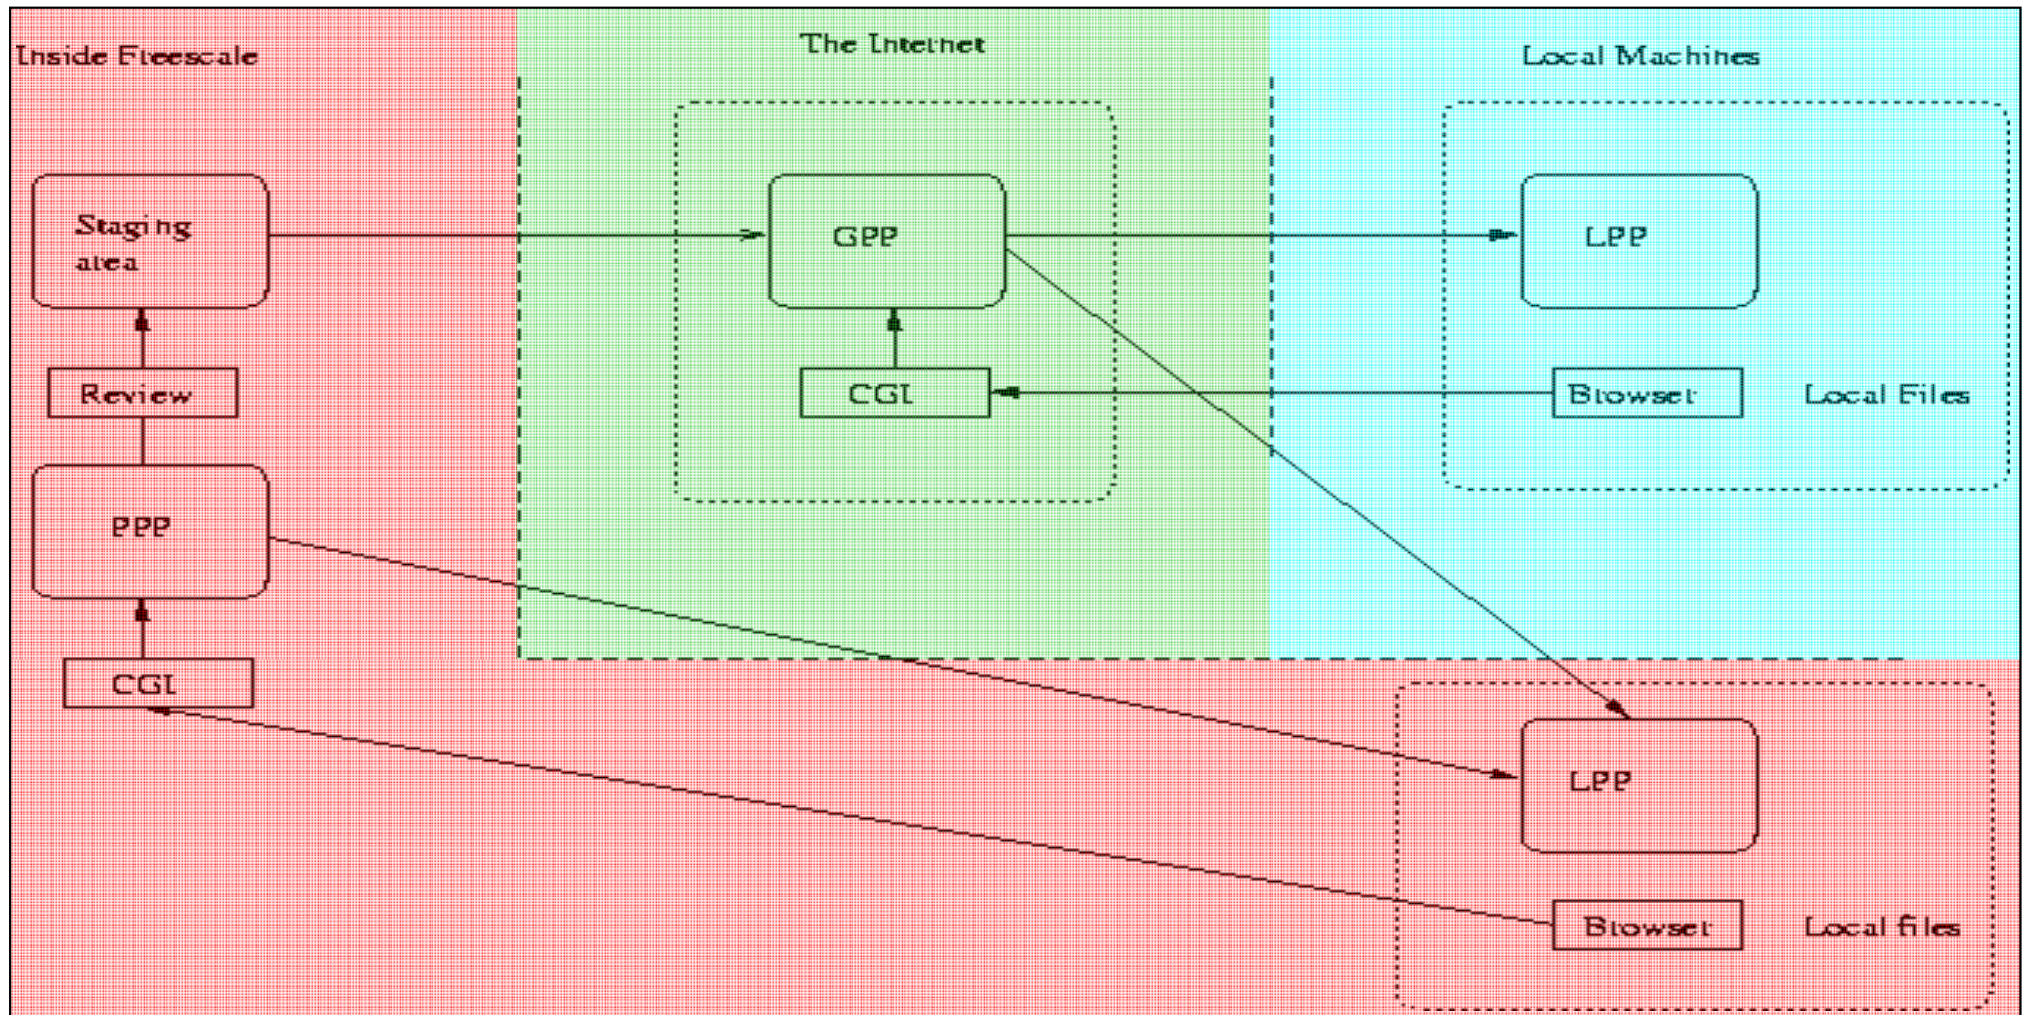 Inside Freescale
The Internet
Local Machines
Staging
area
GPP
LPP
Review
CGI
Browser
Local Files
PPP
CGI
LPP
Browser
Local files